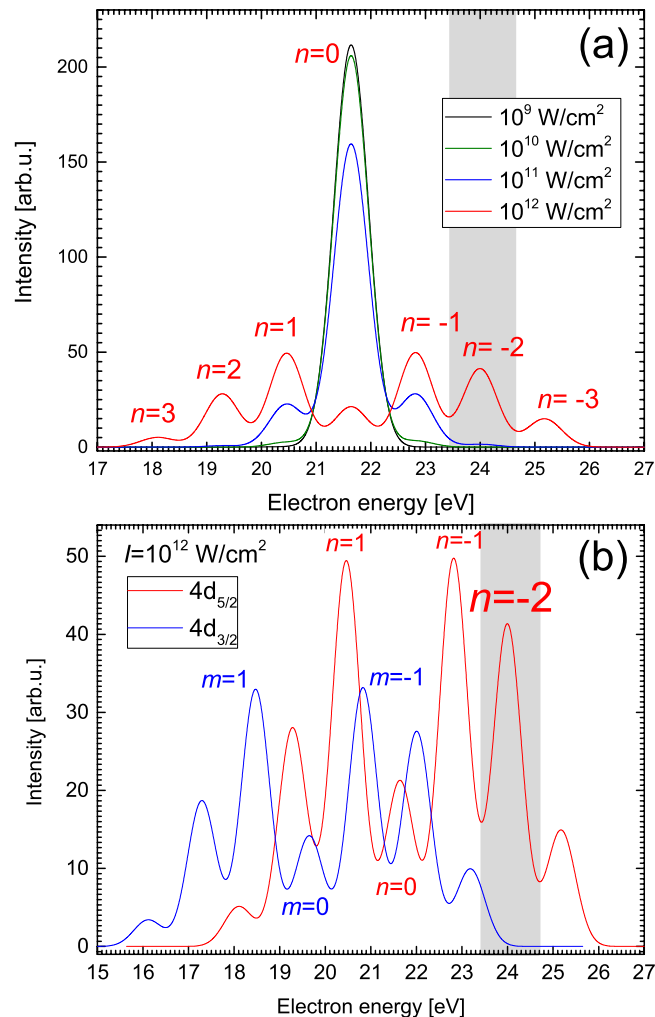 (a)
n=0
200
10⁹ W/cm²
10¹⁰ W/cm²
10¹¹ W/cm²
10¹² W/cm²
150
Intensity [arb.u.]
100
50
n=1
n= -1
n= -2
n=2
n=3
n= -3
0
17 18 19 20 21 22 23 24 25 26 27
Electron energy [eV]
I=10¹² W/cm²
n=1
n=-1
(b)
50
4d₅/₂
4d₃/₂
n=-2
40
m=1
m=-1
30
Intensity [arb.u.]
20
10
n=0
m=0
0
15 16 17 18 19 20 21 22 23 24 25 26 27
Electron energy [eV]